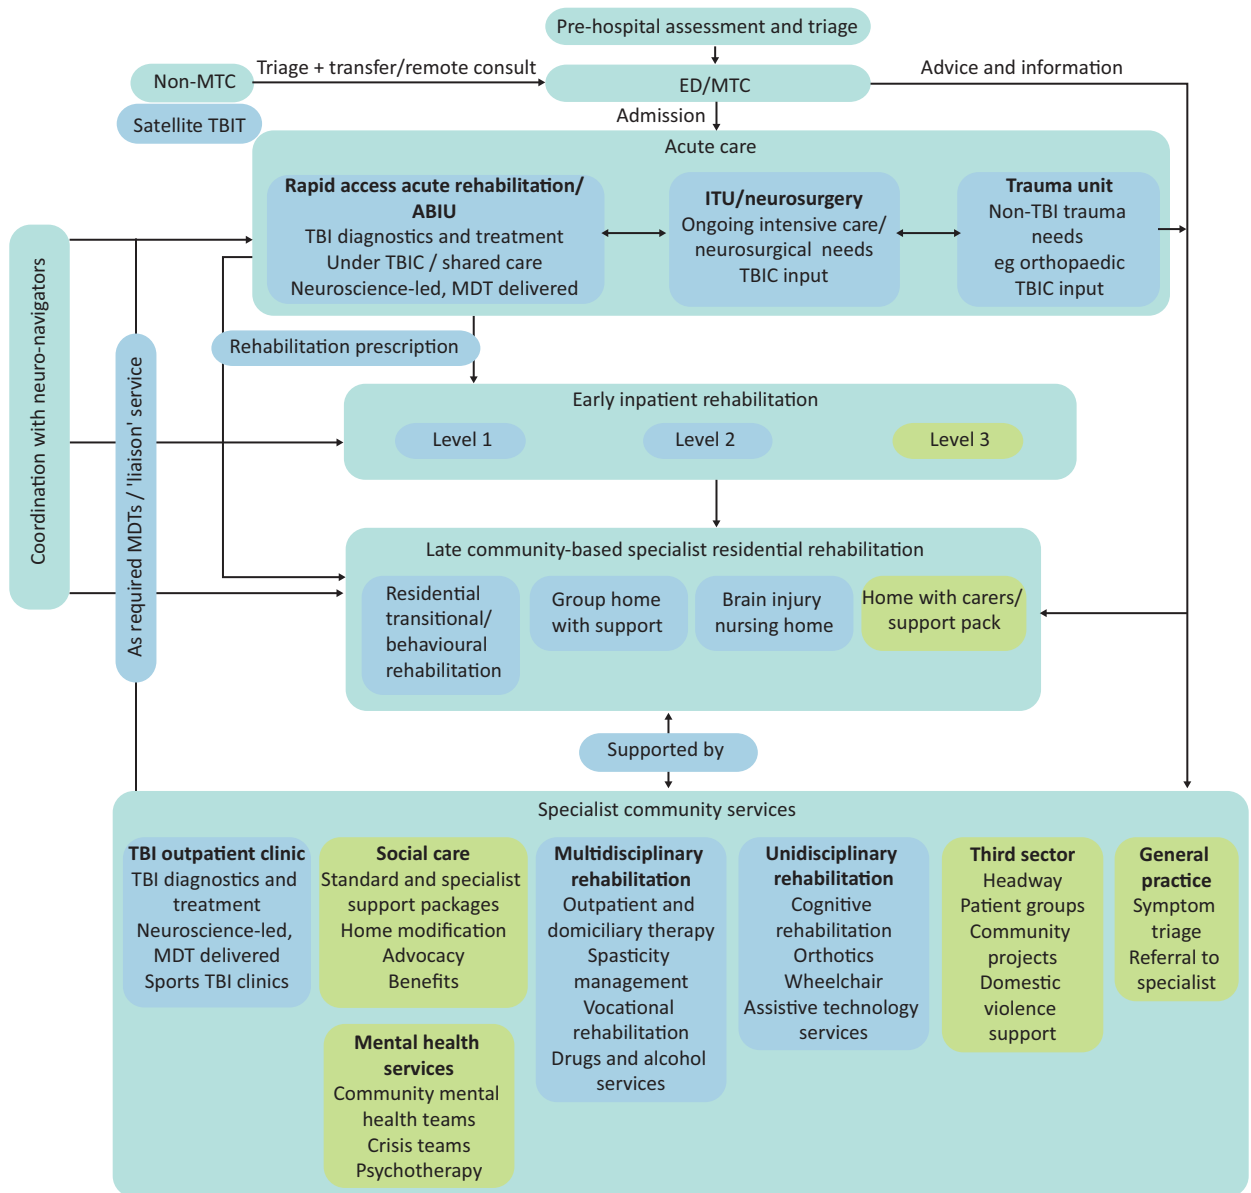 Pre-hospital assessment and triage
Non-MTC
Triage + transfer/remote consult
ED/MTC
Advice and information
Satellite TBIT
Admission
Acute care
Rapid access acute rehabilitation/
ABIU
TBI diagnostics and treatment
Under TBIC / shared care
Neuroscience-led, MDT delivered
ITU/neurosurgery
Ongoing intensive care/
neurosurgical needs
TBIC input
Trauma unit
Non-TBI trauma
needs
eg orthopaedic
TBIC input
Coordination with neuro-navigators
As required MDTs / 'liaison' service
Rehabilitation prescription
Early inpatient rehabilitation
Level 1
Level 2
Level 3
Late community-based specialist residential rehabilitation
Residential
transitional/
behavioural
rehabilitation
Group home
with support
Brain injury
nursing home
Home with carers/
support pack
Supported by
Specialist community services
TBI outpatient clinic
TBI diagnostics and
treatment
Neuroscience-led,
MDT delivered
Sports TBI clinics
Social care
Standard and specialist
support packages
Home modification
Advocacy
Benefits
Mental health
services
Community mental
health teams
Crisis teams
Psychotherapy
Multidisciplinary
rehabilitation
Outpatient and
domiciliary therapy
Spasticity
management
Vocational
rehabilitation
Drugs and alcohol
services
Unidisciplinary
rehabilitation
Cognitive
rehabilitation
Orthotics
Wheelchair
Assistive technology
services
Third sector
Headway
Patient groups
Community
projects
Domestic
violence
support
General
practice
Symptom
triage
Referral to
specialist